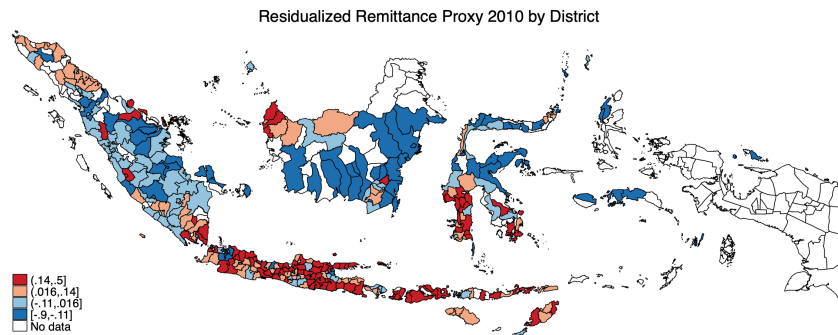 Residualized Remittance Proxy 2010 by District
(.14,.5]
(.016,.14]
(-.11,.016]
[-.9,-.11]
No data